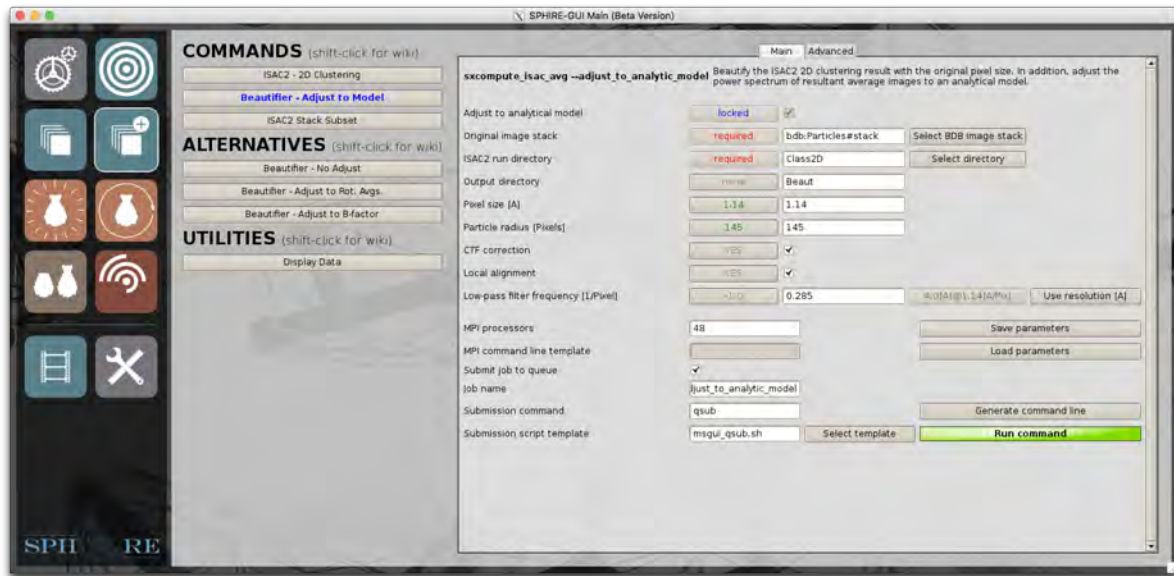 SPHIRE-GUI Main (Beta Version)
COMMANDS (shift-click for wiki)
ISAC2 - 2D Clustering
Beautifier - Adjust to Model
ISAC2 Stack Subset
ALTERNATIVES (shift-click for wiki)
Beautifier - No Adjust
Beautifier - Adjust to Rot. Avgs.
Beautifier - Adjust to B-factor
UTILITIES (shift-click for wiki)
Display Data
SPH RE
Main Advanced
sxcompute_isac_avg --adjust_to_analytic_model Beautify the ISAC2 2D clustering result with the original pixel size. In addition, adjust the
power spectrum of resultant average images to an analytical model.
Adjust to analytical model locked
Original image stack required bdb:Particles#stack Select BDB image stack
ISAC2 run directory required Class2D Select directory
Output directory none Beaut
Pixel size [A] 1.14 1.14
Particle radius [Pixels] 145 145
CTF correction YES
Local alignment YES
Low-pass filter frequency [1/Pixel] -1.0 0.285 Use resolution [A]
MPI processors 48 Save parameters
MPI command line template Load parameters
Submit job to queue
Job name ljust_to_analytic_model
Submission command qsub Generate command line
Submission script template msgui_qsub.sh Select template Run command